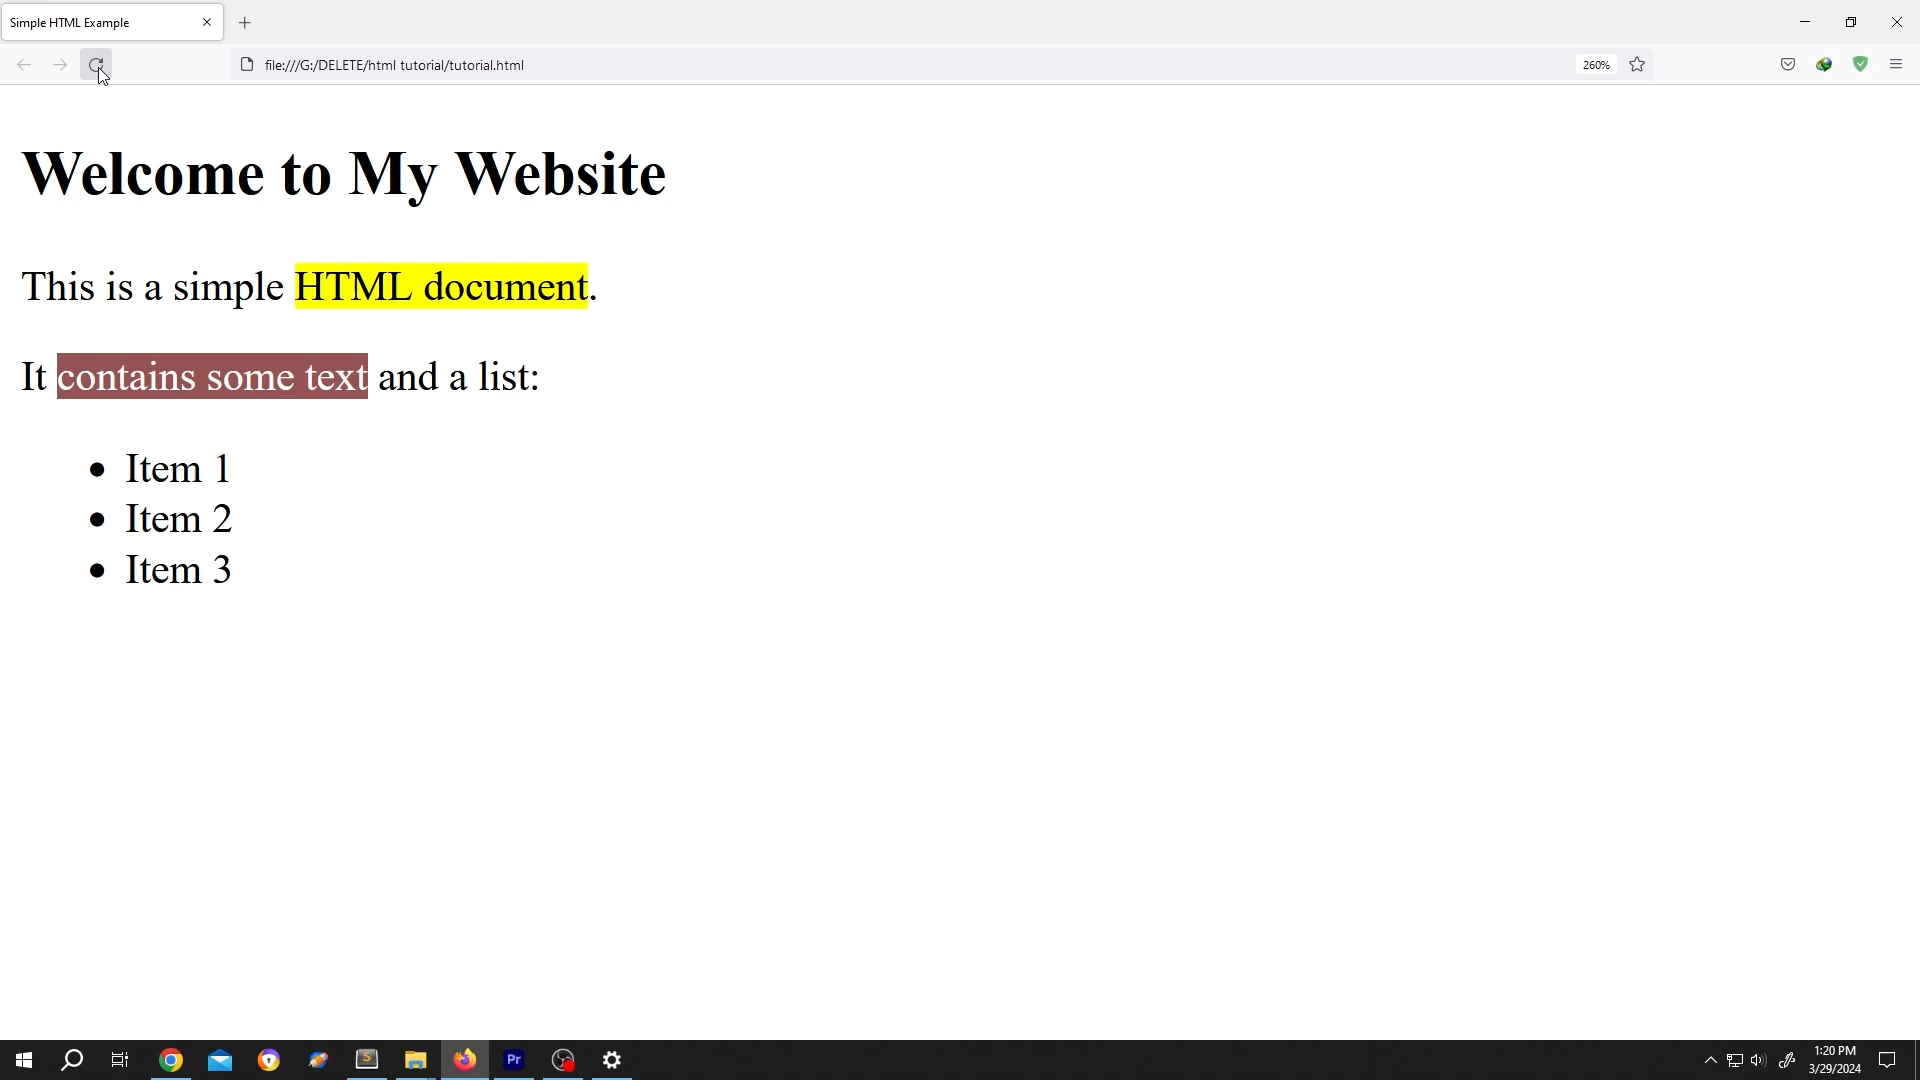 Simple HTML Example
file:///G:/DELETE/html tutorial/tutorial.html
260%
Welcome to My Website
This is a simple HTML document.
It contains some text and a list:
• Item 1
• Item 2
• Item 3
S
Pr
1:20 PM
3/29/2024